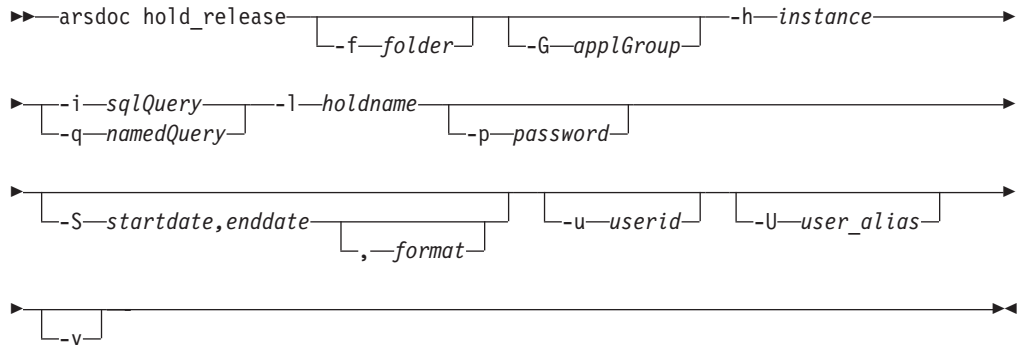 arsdoc hold_release -h instance
-f folder -G applGroup
-i sqlQuery -l holdname
-q namedQuery -p password
-S startdate,enddate -u userid -U user_alias
, format
-v